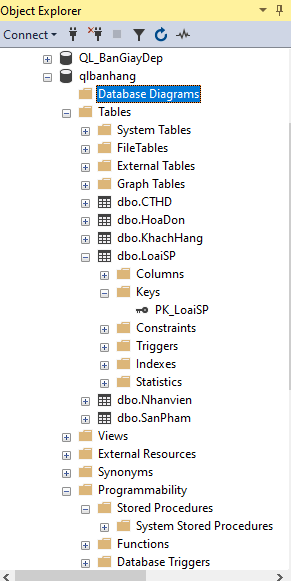 Object Explorer
Connect
QL_BanGiayDep
qlbanhang
Database Diagrams
Tables
System Tables
FileTables
External Tables
Graph Tables
dbo.CTHD
dbo.HoaDon
dbo.KhachHang
dbo.LoaiSP
Columns
Keys
PK_LoaiSP
Constraints
Triggers
Indexes
Statistics
dbo.Nhanvien
dbo.SanPham
Views
External Resources
Synonyms
Programmability
Stored Procedures
System Stored Procedures
Functions
Database Triggers